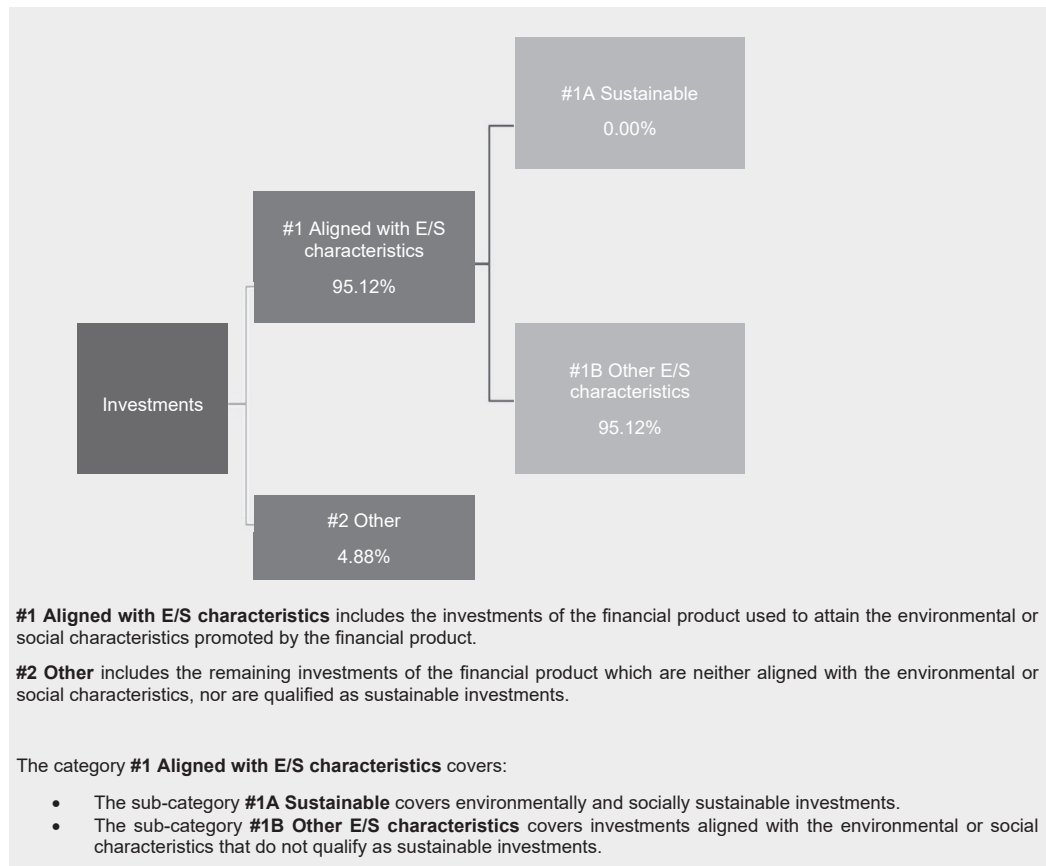 #1A Sustainable
0.00%
#1 Aligned with E/S
characteristics
95.12%
Investments
#1B Other E/S
characteristics
95.12%
#2 Other
4.88%
#1 Aligned with E/S characteristics includes the investments of the financial product used to attain the environmental or
social characteristics promoted by the financial product.
#2 Other includes the remaining investments of the financial product which are neither aligned with the environmental or
social characteristics, nor are qualified as sustainable investments.
The category #1 Aligned with E/S characteristics covers:
• The sub-category #1A Sustainable covers environmentally and socially sustainable investments.
• The sub-category #1B Other E/S characteristics covers investments aligned with the environmental or social
characteristics that do not qualify as sustainable investments.